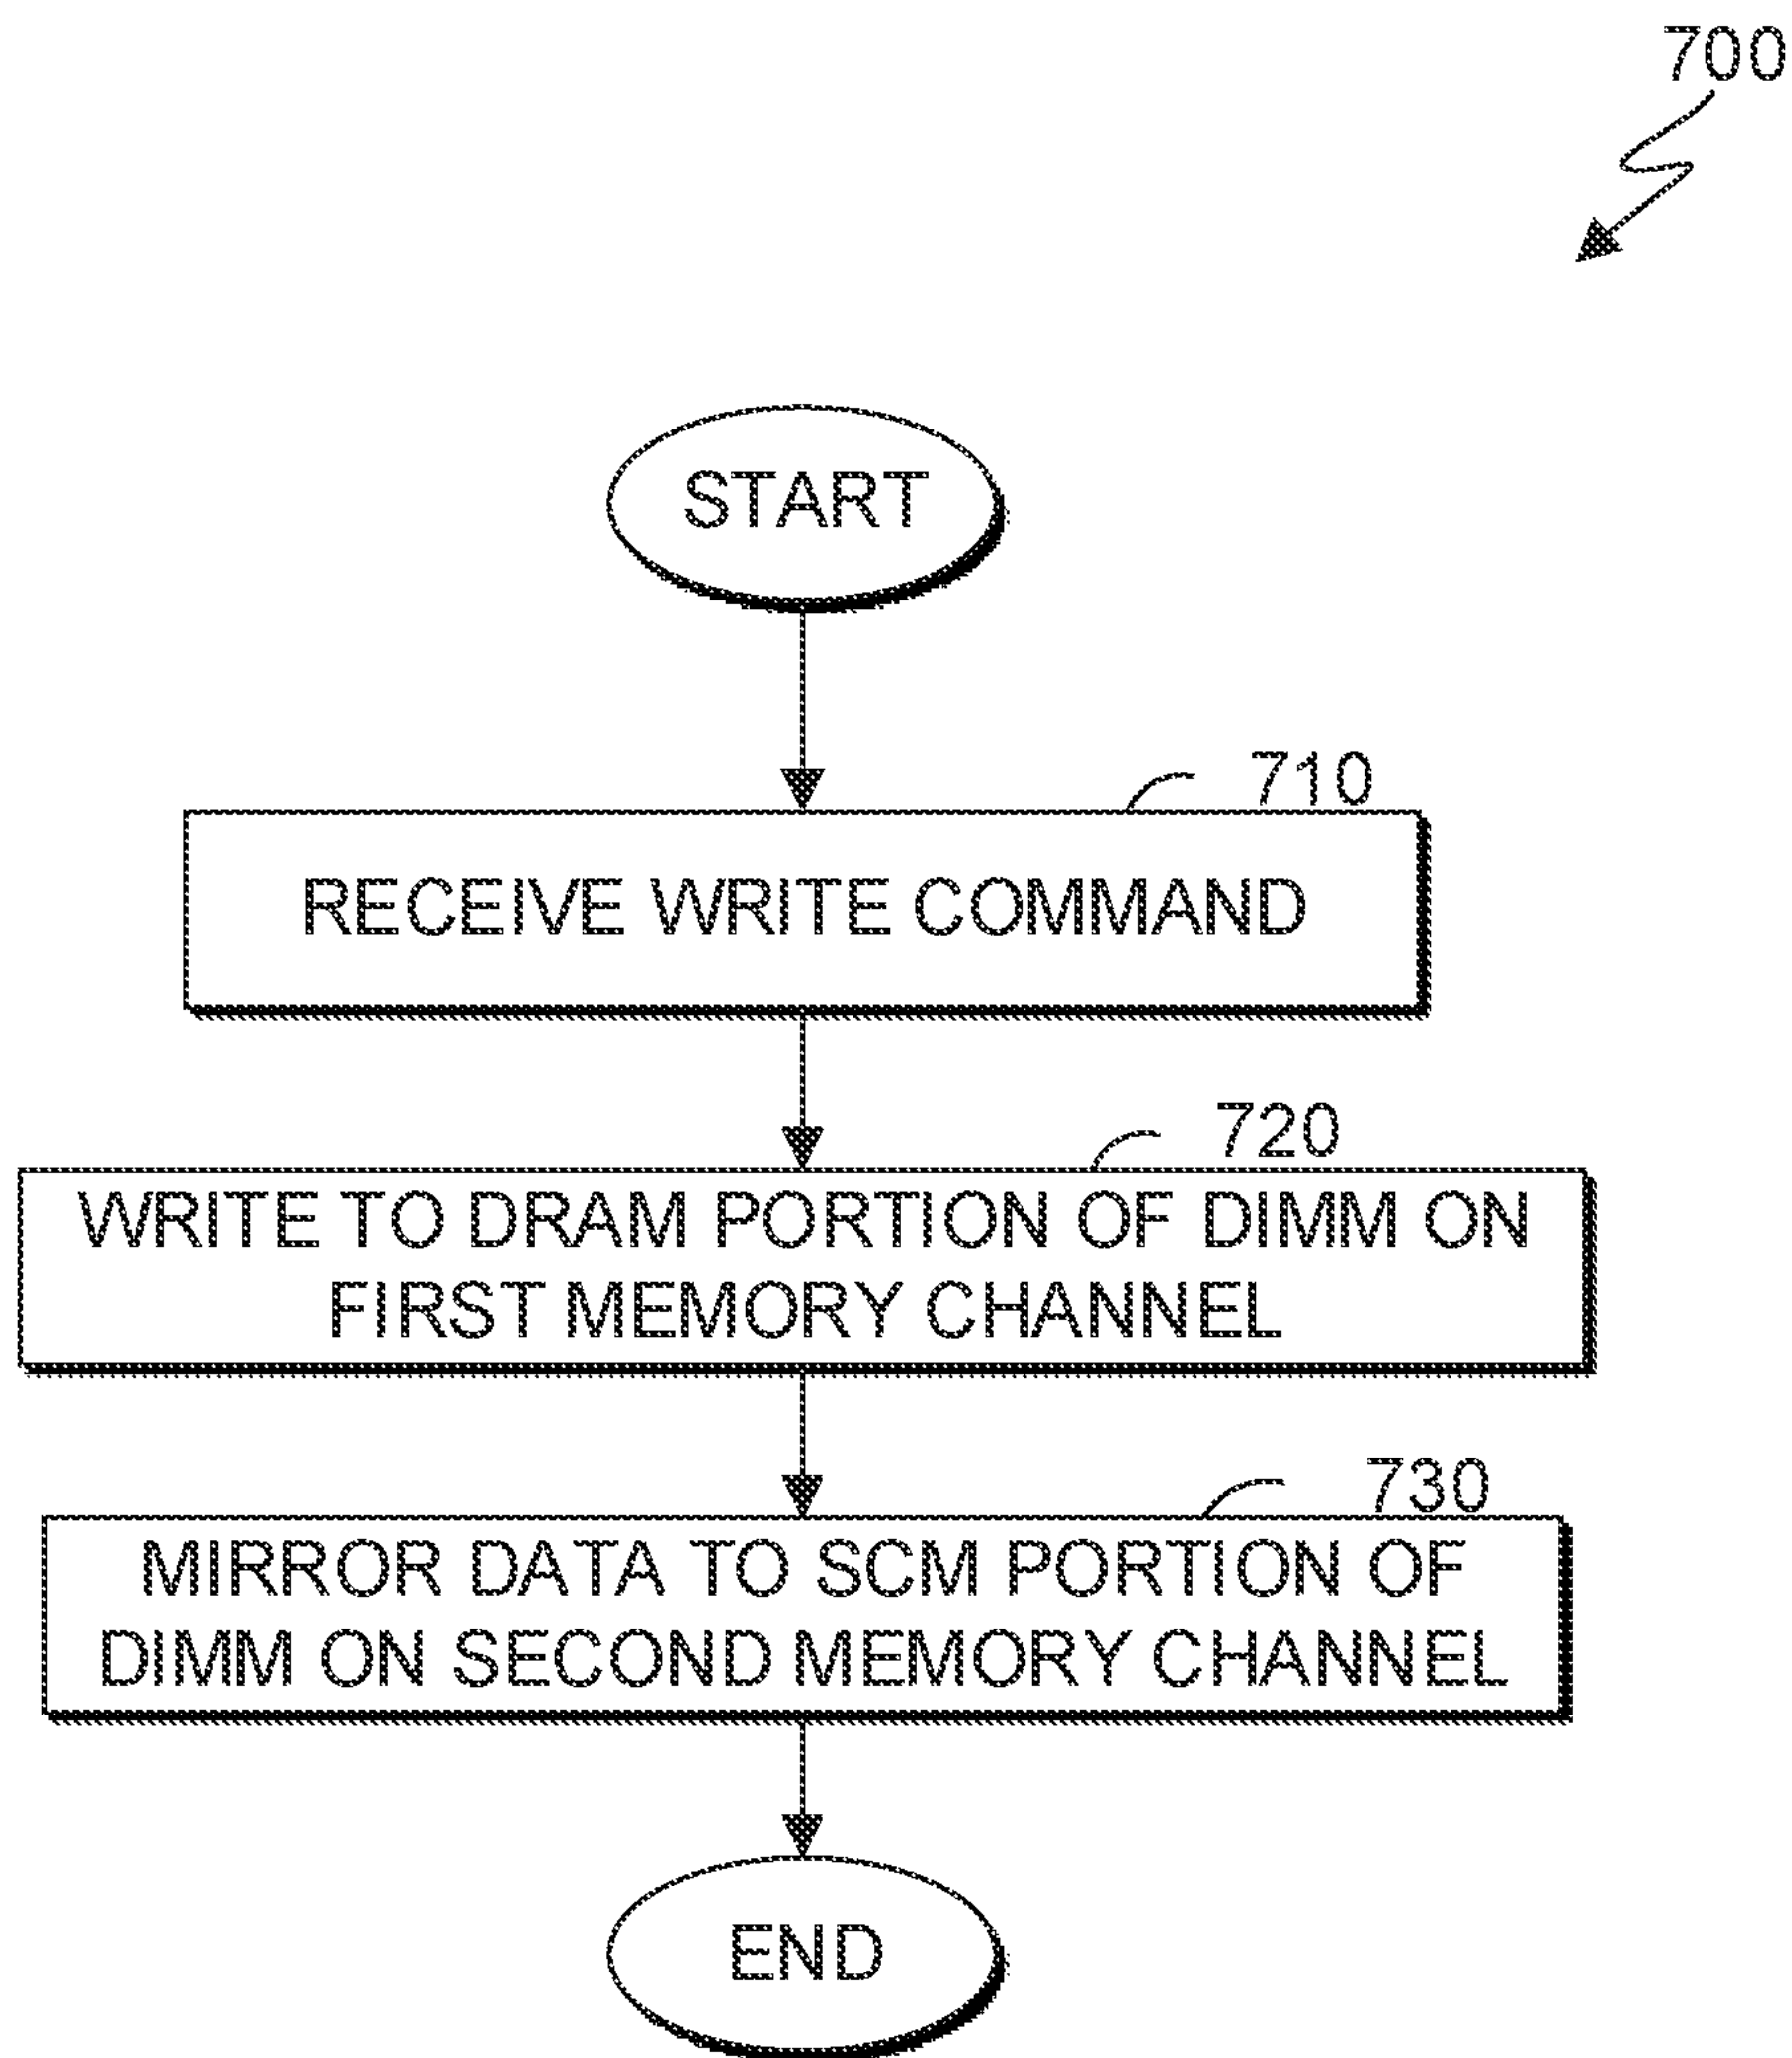 700
START
710
RECEIVE WRITE COMMAND
720
WRITE TO DRAM PORTION OF DIMM ON
FIRST MEMORY CHANNEL
730
MIRROR DATA TO SCM PORTION OF
DIMM ON SECOND MEMORY CHANNEL
END